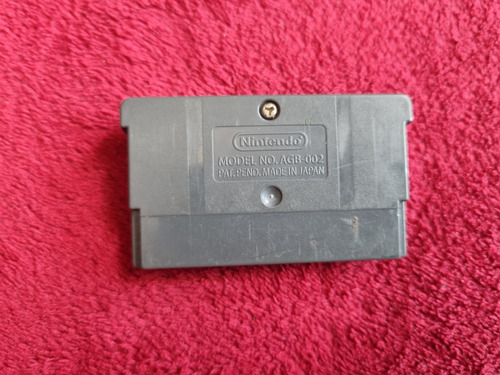 Nintendo
MODEL NO. AGB-002
PAT. PEND. MADE IN JAPAN